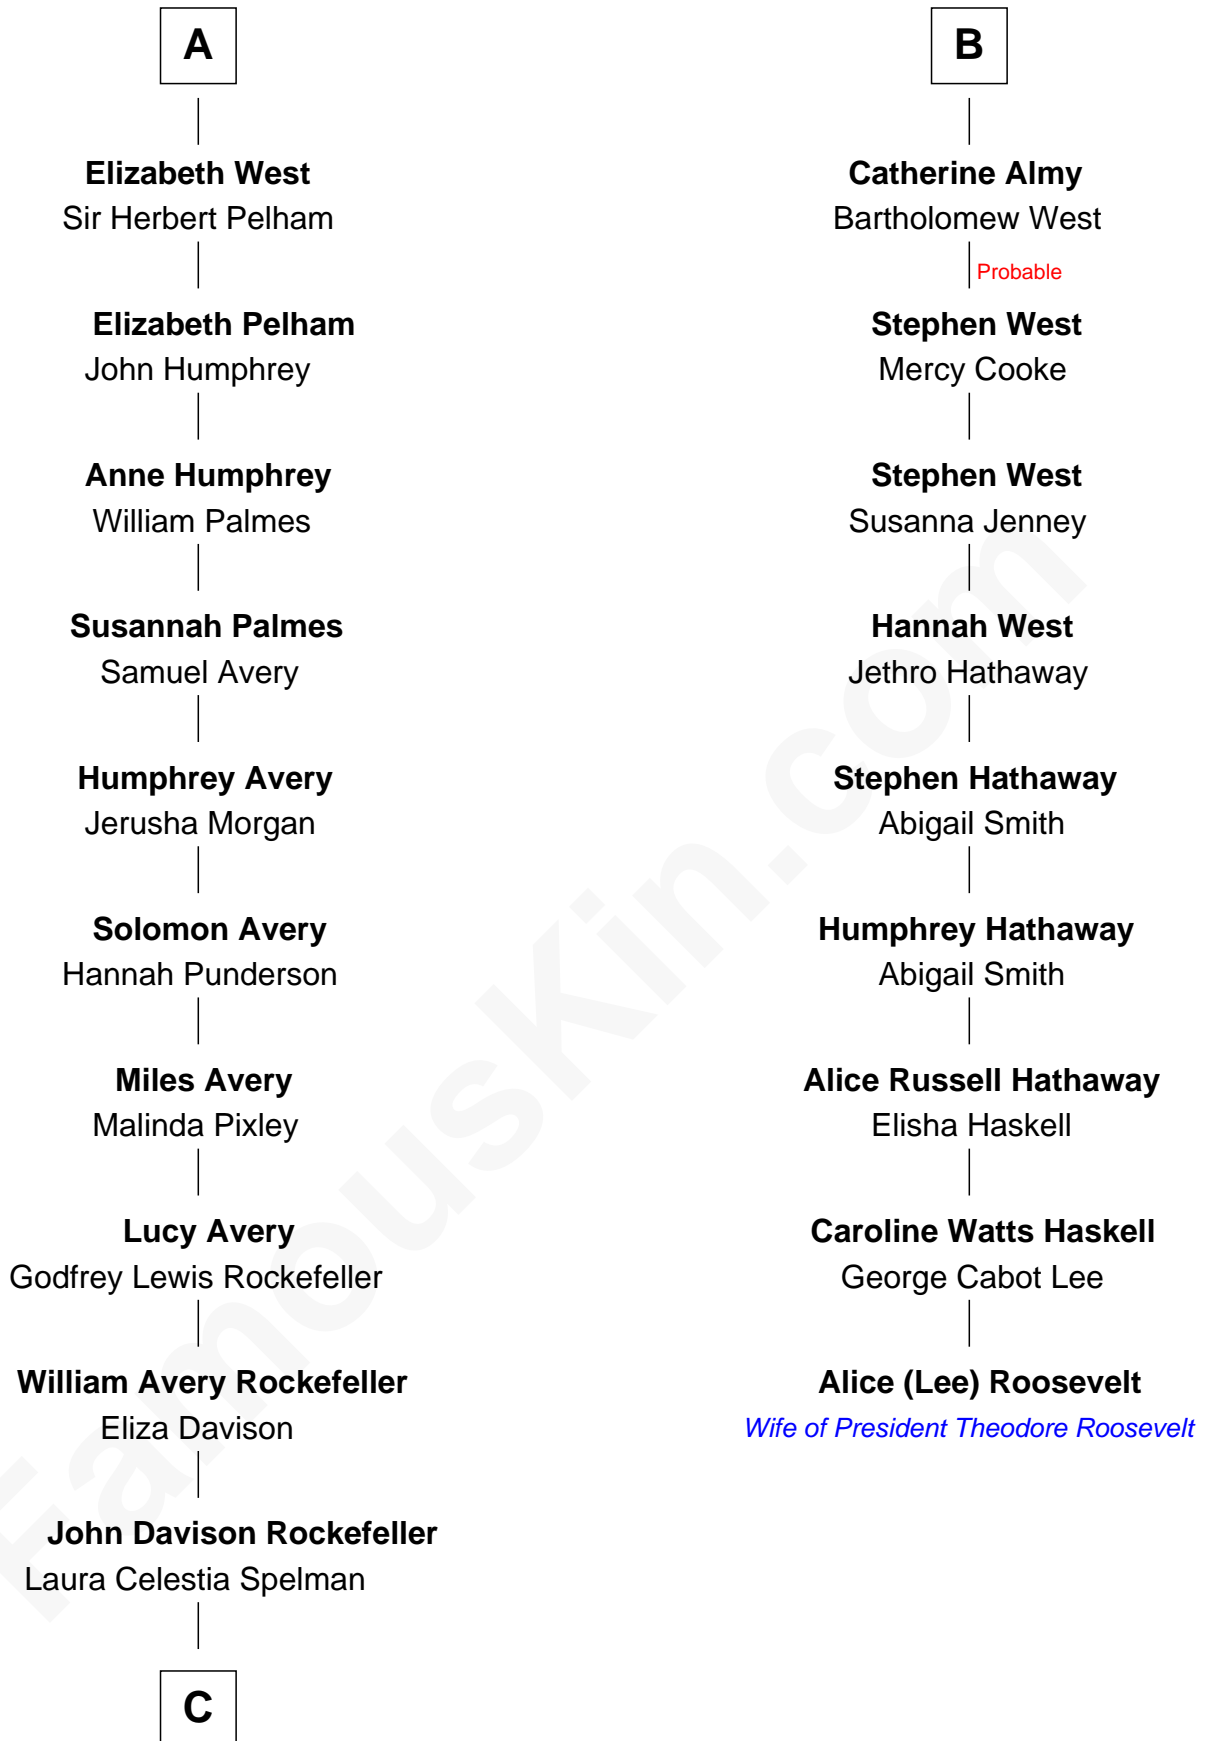 A
Elizabeth West
Sir Herbert Pelham
Elizabeth Pelham
John Humphrey
Anne Humphrey
William Palmes
Susannah Palmes
Samuel Avery
Humphrey Avery
Jerusha Morgan
Solomon Avery
Hannah Punderson
Miles Avery
Malinda Pixley
Lucy Avery
Godfrey Lewis Rockefeller
William Avery Rockefeller
Eliza Davison
John Davison Rockefeller
Laura Celestia Spelman
C
B
Catherine Almy
Bartholomew West
Probable
Stephen West
Mercy Cooke
Stephen West
Susanna Jenney
Hannah West
Jethro Hathaway
Stephen Hathaway
Abigail Smith
Humphrey Hathaway
Abigail Smith
Alice Russell Hathaway
Elisha Haskell
Caroline Watts Haskell
George Cabot Lee
Alice (Lee) Roosevelt
Wife of President Theodore Roosevelt
FamousKin.com